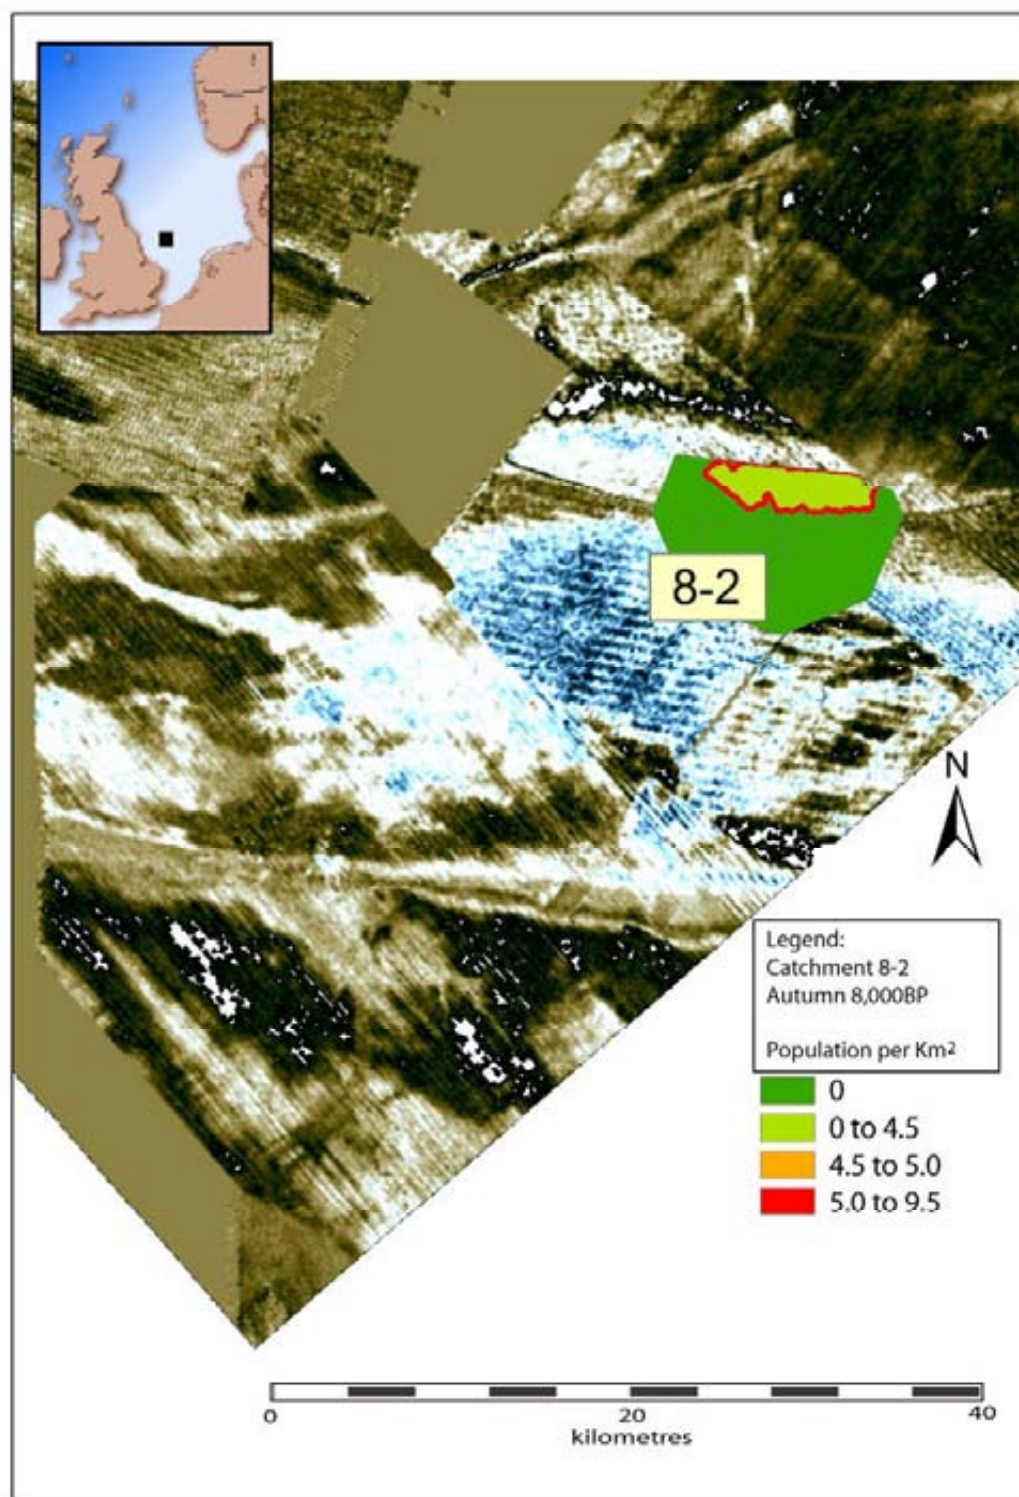 8-2
N
Legend:
Catchment 8-2
Autumn 8,000BP
Population per Km²
0
0 to 4.5
4.5 to 5.0
5.0 to 9.5
0 20 40
kilometres